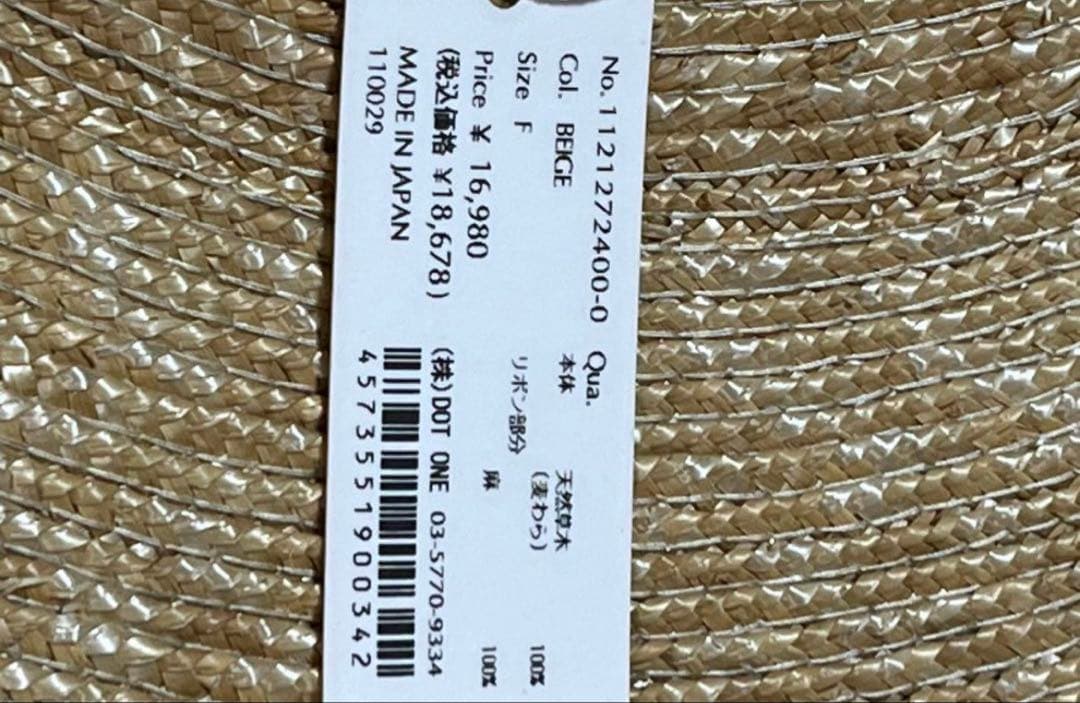 No. 1121272400-0
Col. BEIGE
Size F
Price ¥ 16,980
(税込価格 ¥18,678)
MADE IN JAPAN
110029
Qua.
本体 天然草木
(麦わら) 100%
リボン部分
麻 100%
(株)DOT ONE 03-5770-9334
4573551900342